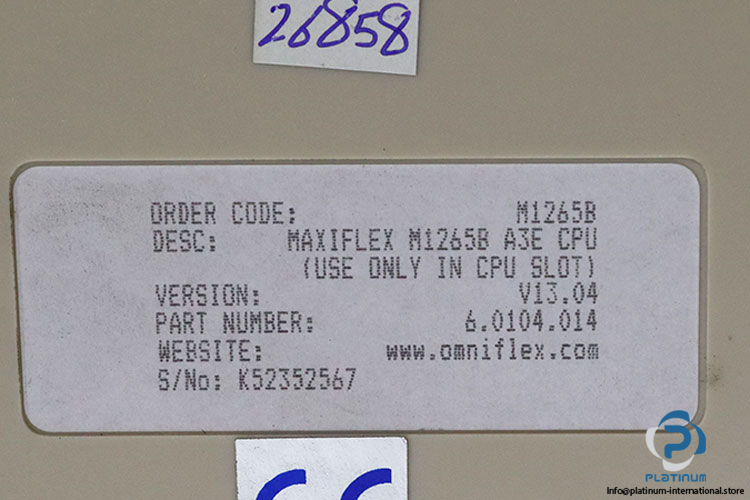 26858
ORDER CODE: M1265B
DESC: MAXIFLEX M1265B A3E CPU
(USE ONLY IN CPU SLOT)
VERSION: V13.04
PART NUMBER: 6.0104.014
WEBSITE: www.omniflex.com
S/No: K52352567
CE
PLATINUM
Info@platinum-international.store